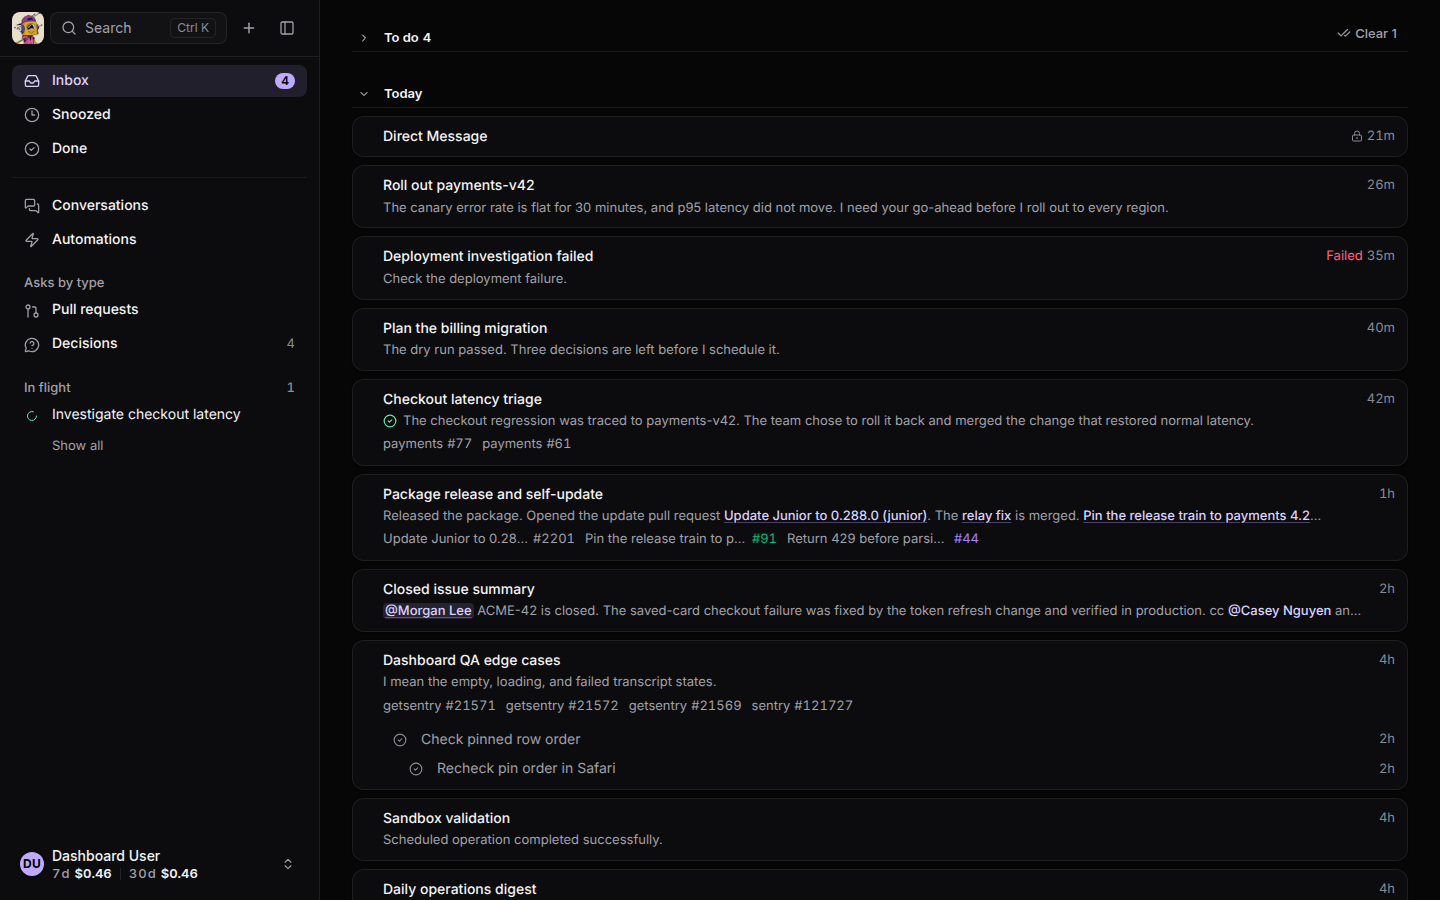 Search Ctrl K
Inbox 4
Snoozed
Done
Conversations
Automations
Asks by type
Pull requests
Decisions 4
In flight 1
Investigate checkout latency
Show all
DU Dashboard User
7d $0.46 30d $0.46
To do 4 Clear 1
Today
Direct Message 21m
Roll out payments-v42 26m
The canary error rate is flat for 30 minutes, and p95 latency did not move. I need your go-ahead before I roll out to every region.
Deployment investigation failed Failed 35m
Check the deployment failure.
Plan the billing migration 40m
The dry run passed. Three decisions are left before I schedule it.
Checkout latency triage 42m
The checkout regression was traced to payments-v42. The team chose to roll it back and merged the change that restored normal latency.
payments #77 payments #61
Package release and self-update 1h
Released the package. Opened the update pull request Update Junior to 0.288.0 (junior). The relay fix is merged. Pin the release train to payments 4.2...
Update Junior to 0.28... #2201 Pin the release train to p... #91 Return 429 before parsi... #44
Closed issue summary 2h
@Morgan Lee ACME-42 is closed. The saved-card checkout failure was fixed by the token refresh change and verified in production. cc @Casey Nguyen an...
Dashboard QA edge cases 4h
I mean the empty, loading, and failed transcript states.
getsentry #21571 getsentry #21572 getsentry #21569 sentry #121727
Check pinned row order 2h
Recheck pin order in Safari 2h
Sandbox validation 4h
Scheduled operation completed successfully.
Daily operations digest 4h